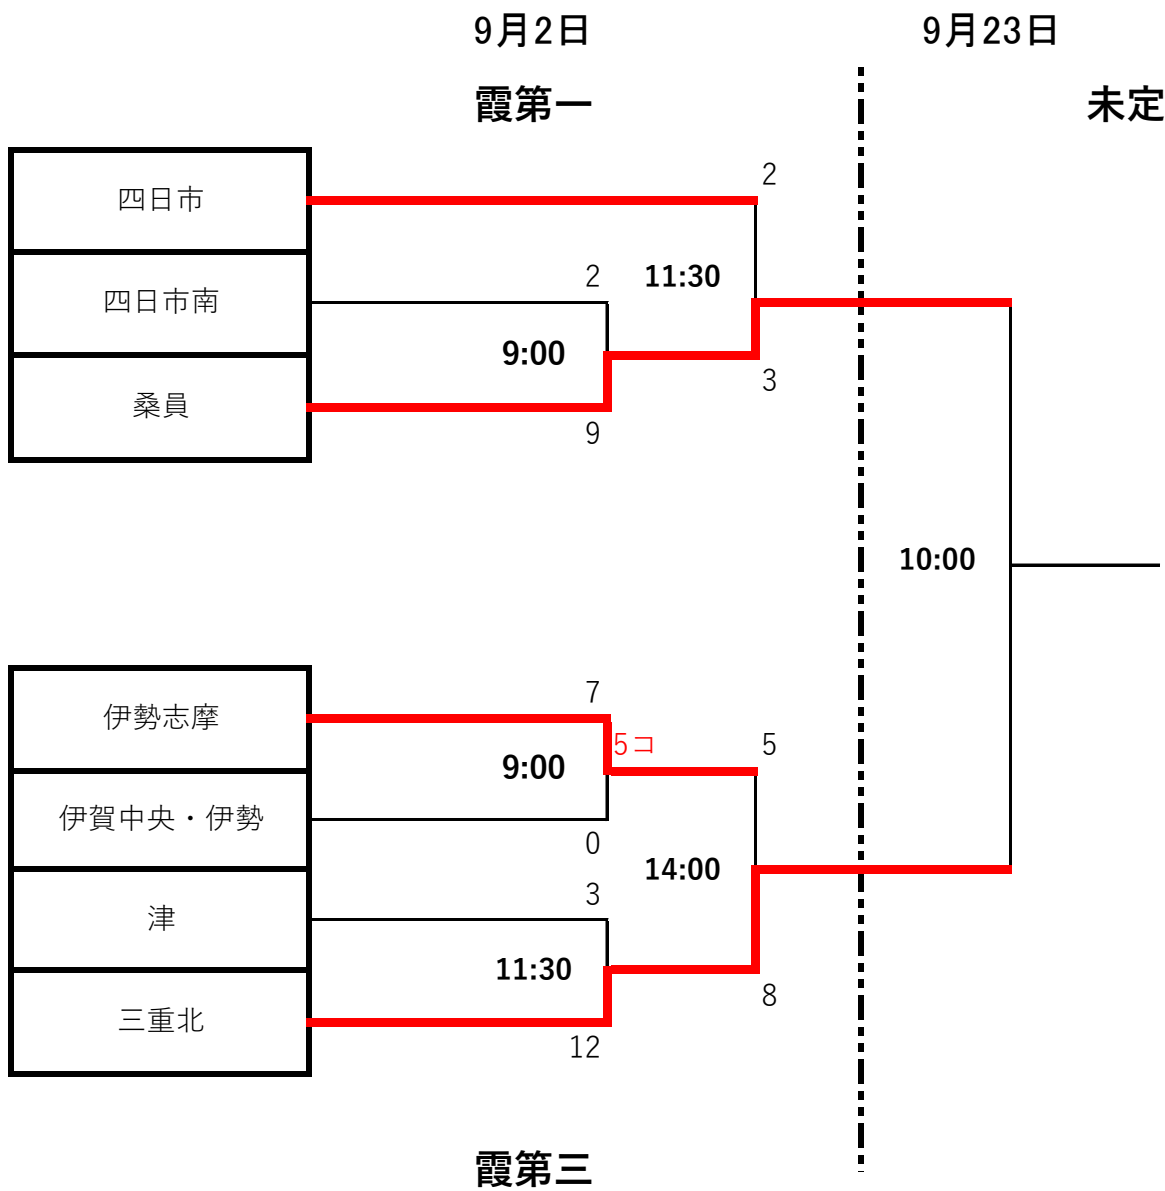 9月2日
9月23日
霞第一
未定
2
四日市
2
11:30
四日市南
9:00
3
桑員
9
10:00
7
伊勢志摩
5コ
5
9:00
伊賀中央・伊勢
0
14:00
3
津
11:30
8
三重北
12
霞第三